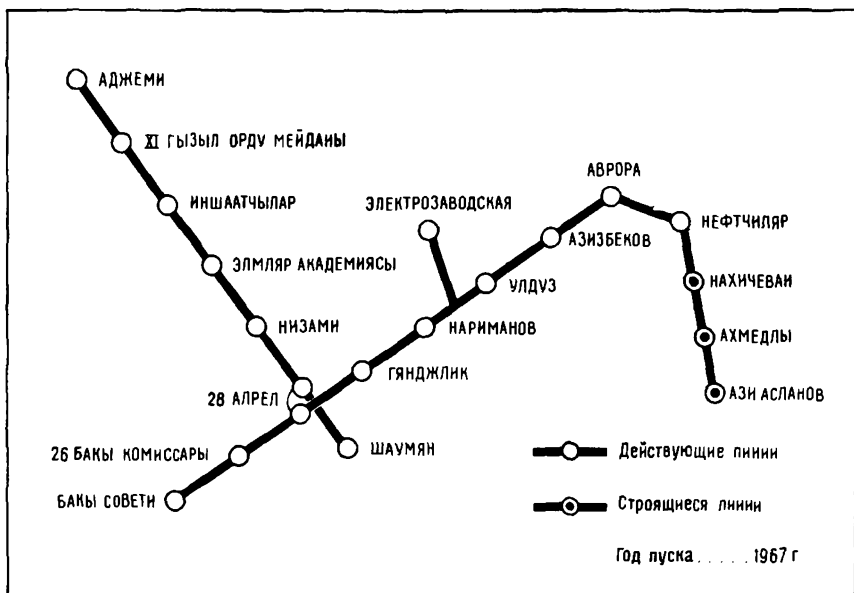 АДЖЕМИ
XI ГЫЗЫЛ ОРДУ МЕЙДАНЫ
ИНШААТЧЫЛАР
ЭЛМЛЯР АКАДЕМИЯСЫ
НИЗАМИ
28 АПРЕЛ
ШАУМЯН
26 БАКЫ КОМИССАРЫ
БАКЫ СОВЕТИ
ГЯНДЖЛИК
НАРИМАНОВ
ЭЛЕКТРОЗАВОДСКАЯ
УЛДУЗ
АЗИЗБЕКОВ
АВРОРА
НЕФТЧИЛЯР
НАХИЧЕВАН
АХМЕДЛЫ
АЗИ АСЛАНОВ
Действующие линии
Строящиеся линии
Год пуска ..... 1967 г